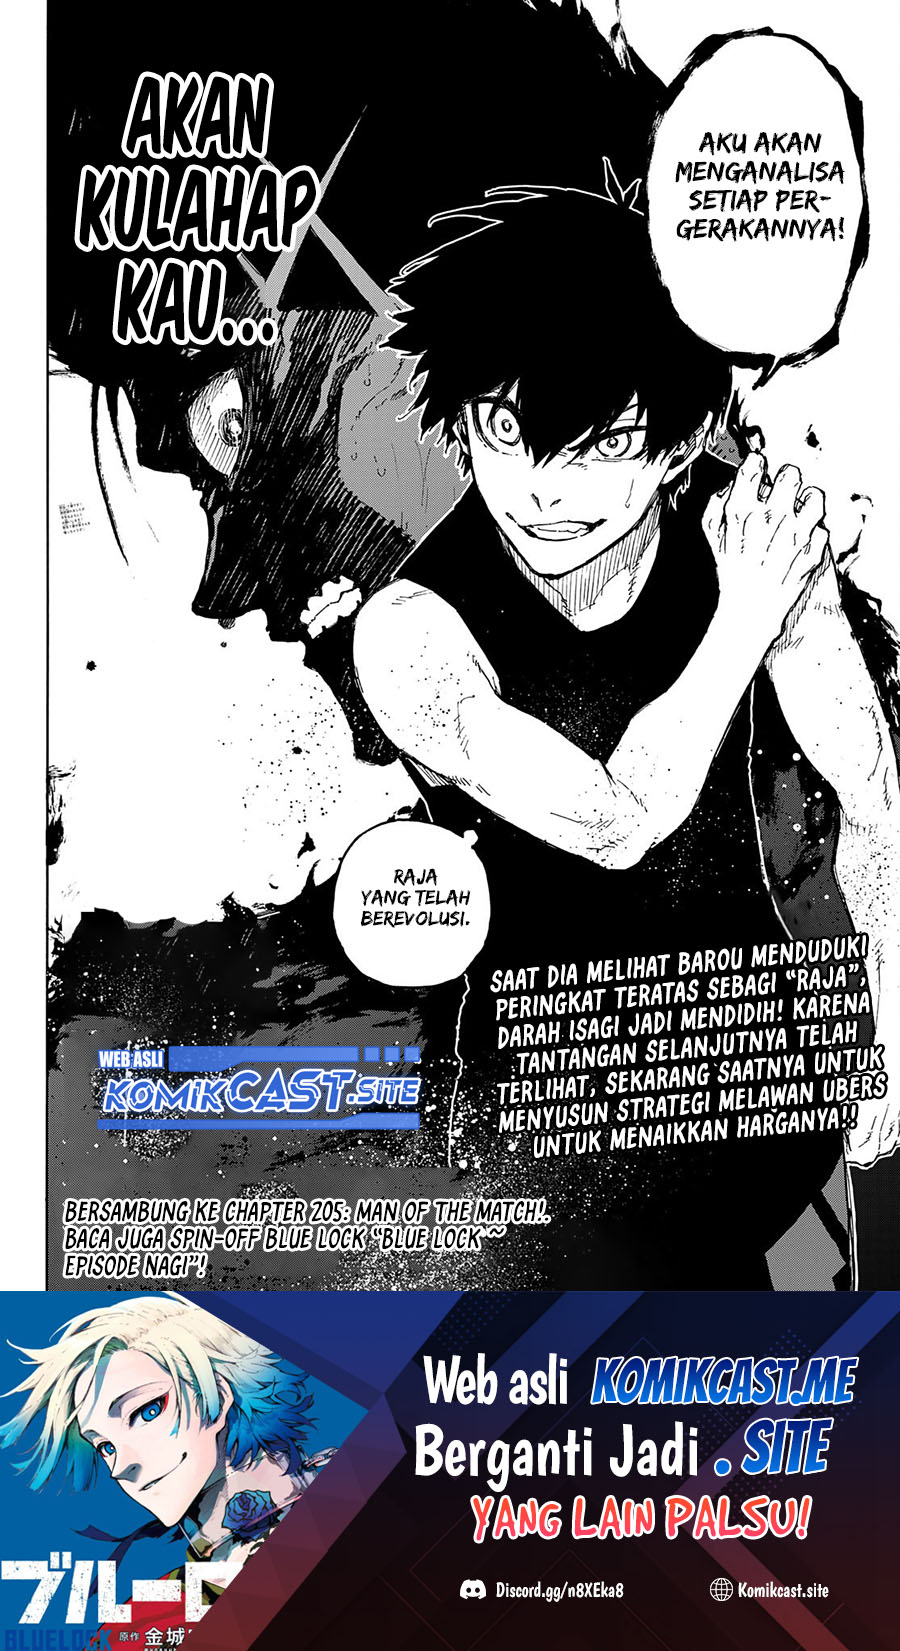 AKU AKAN
MENGANALISA
SETIAP PER-
GERAKANNYA!
AKAN
KULAHAP
KAU...
RAJA
YANG TELAH
BEREVOLUSI.
SAAT DIA MELIHAT BAROU MENDUDUKI
PERINGKAT TERATAS SEBAGI "RAJA",
DARAH ISAGI JADI MENDIDIH! KARENA
TANTANGAN SELANJUTNYA TELAH
TERLIHAT, SEKARANG SAATNYA UNTUK
MENYUSUN STRATEGI MELAWAN UBERS
UNTUK MENAIKKAN HARGANYA!!
WEB ASLI
KOMIKCAST.SITE
BERSAMBUNG KE CHAPTER 205: MAN OF THE MATCH!.
BACA JUGA SPIN-OFF BLUE LOCK "BLUE LOCK ~
EPISODE NAGI"!
Web asli KOMIKCAST.ME
Berganti Jadi .SITE
YANG LAIN PALSU!
Discord.gg/n8XEka8
Komikcast.site
ブルーロ
BLUELOCK
原作 金城